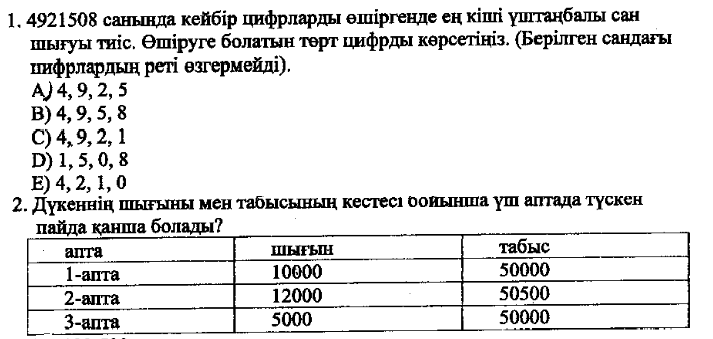 1. 4921508 санында кейбір цифрларды өшіргенде ең кіші үштаңбалы сан
шығуы тиіс. Өшіруге болатын төрт цифрды көрсетіңіз. (Берілген сандағы
цифрлардың реті өзгермейді).
A) 4, 9, 2, 5
B) 4, 9, 5, 8
C) 4, 9, 2, 1
D) 1, 5, 0, 8
E) 4, 2, 1, 0
2. Дүкеннің шығыны мен табысының кестесі бойынша үш аптада түскен
пайда қанша болады?
апта шығын табыс
1-апта 10000 50000
2-апта 12000 50500
3-апта 5000 50000